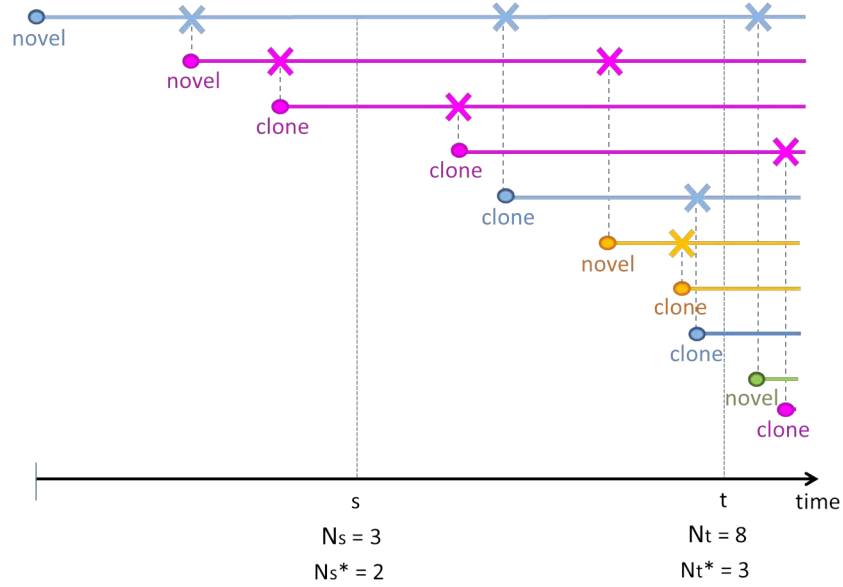 novel
novel
clone
clone
clone
novel
clone
clone
novel
clone
s t time
Ns = 3 Nt = 8
Ns* = 2 Nt* = 3